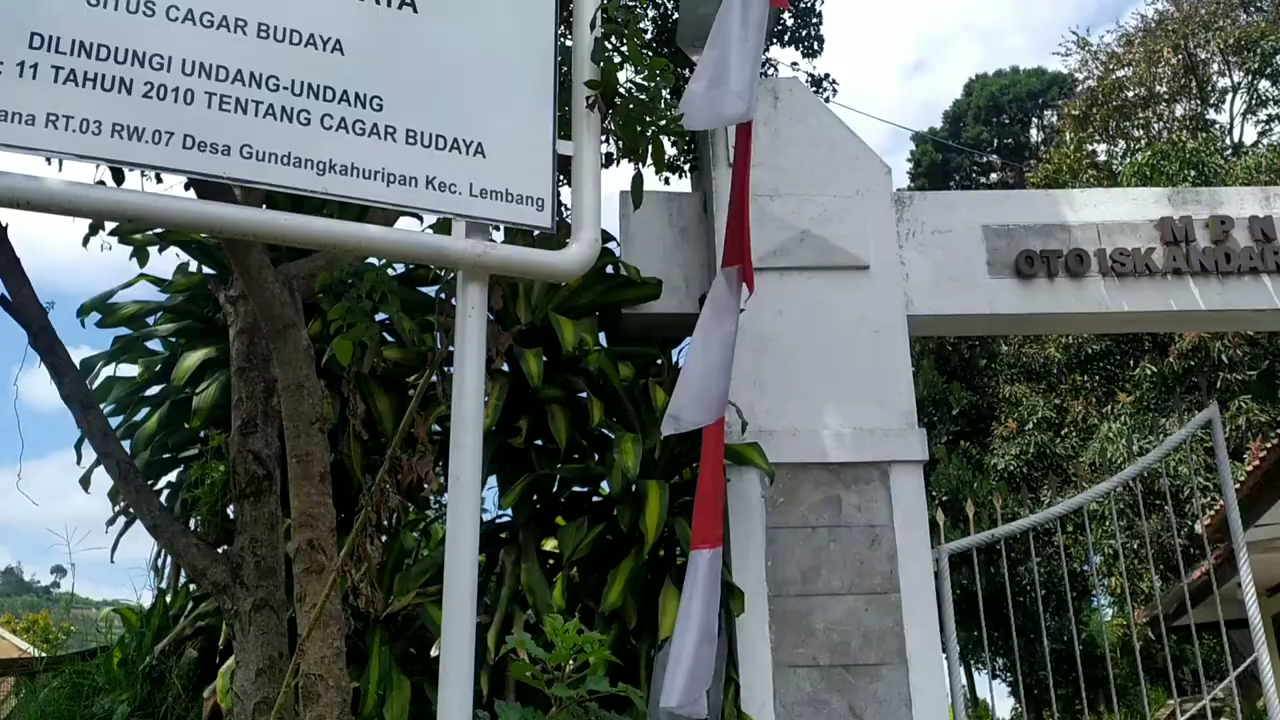 SITUS CAGAR BUDAYA
DILINDUNGI UNDANG-UNDANG
: 11 TAHUN 2010 TENTANG CAGAR BUDAYA
RT.03 RW.07 Desa Gundangkahuripan Kec. Lembang
M P N
OTO ISKANDAR